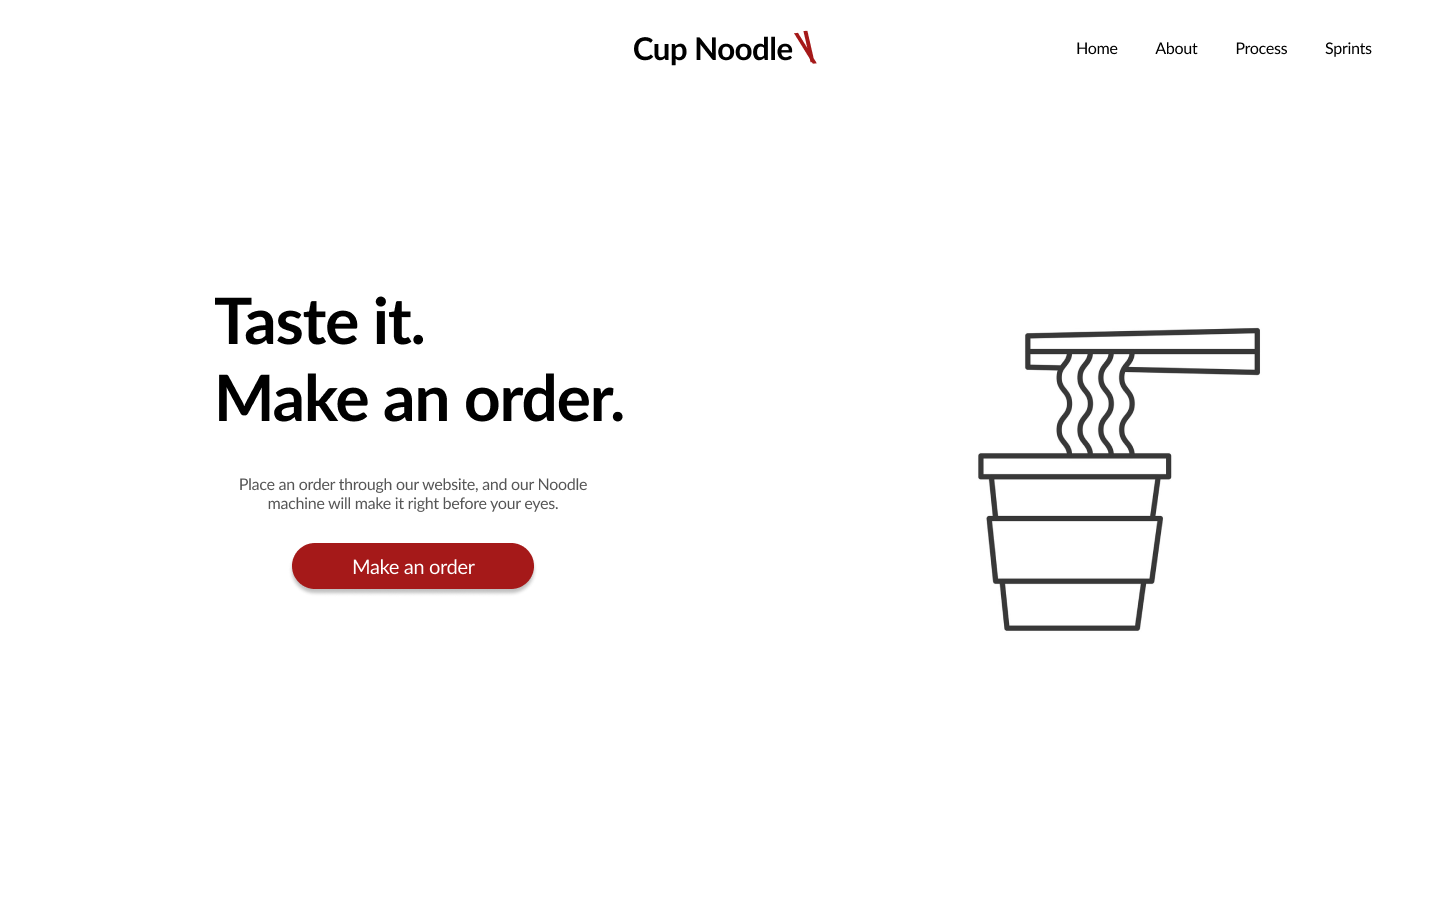 Cup Noodle
Home
About
Process
Sprints
Taste it.
Make an order.
Place an order through our website, and our Noodle
machine will make it right before your eyes.
Make an order